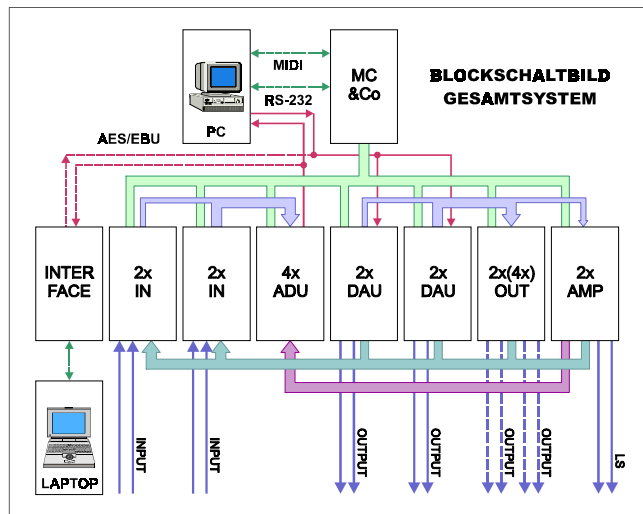 BLOCKSCHALTBILD
GESAMTSYSTEM
MIDI
RS-232
PC
MC
&Co
AES/EBU
INTER
FACE
2x
IN
2x
IN
4x
ADU
2x
DAU
2x
DAU
2x(4x)
OUT
2x
AMP
LAPTOP
INPUT
INPUT
OUTPUT
OUTPUT
OUTPUT
OUTPUT
LS